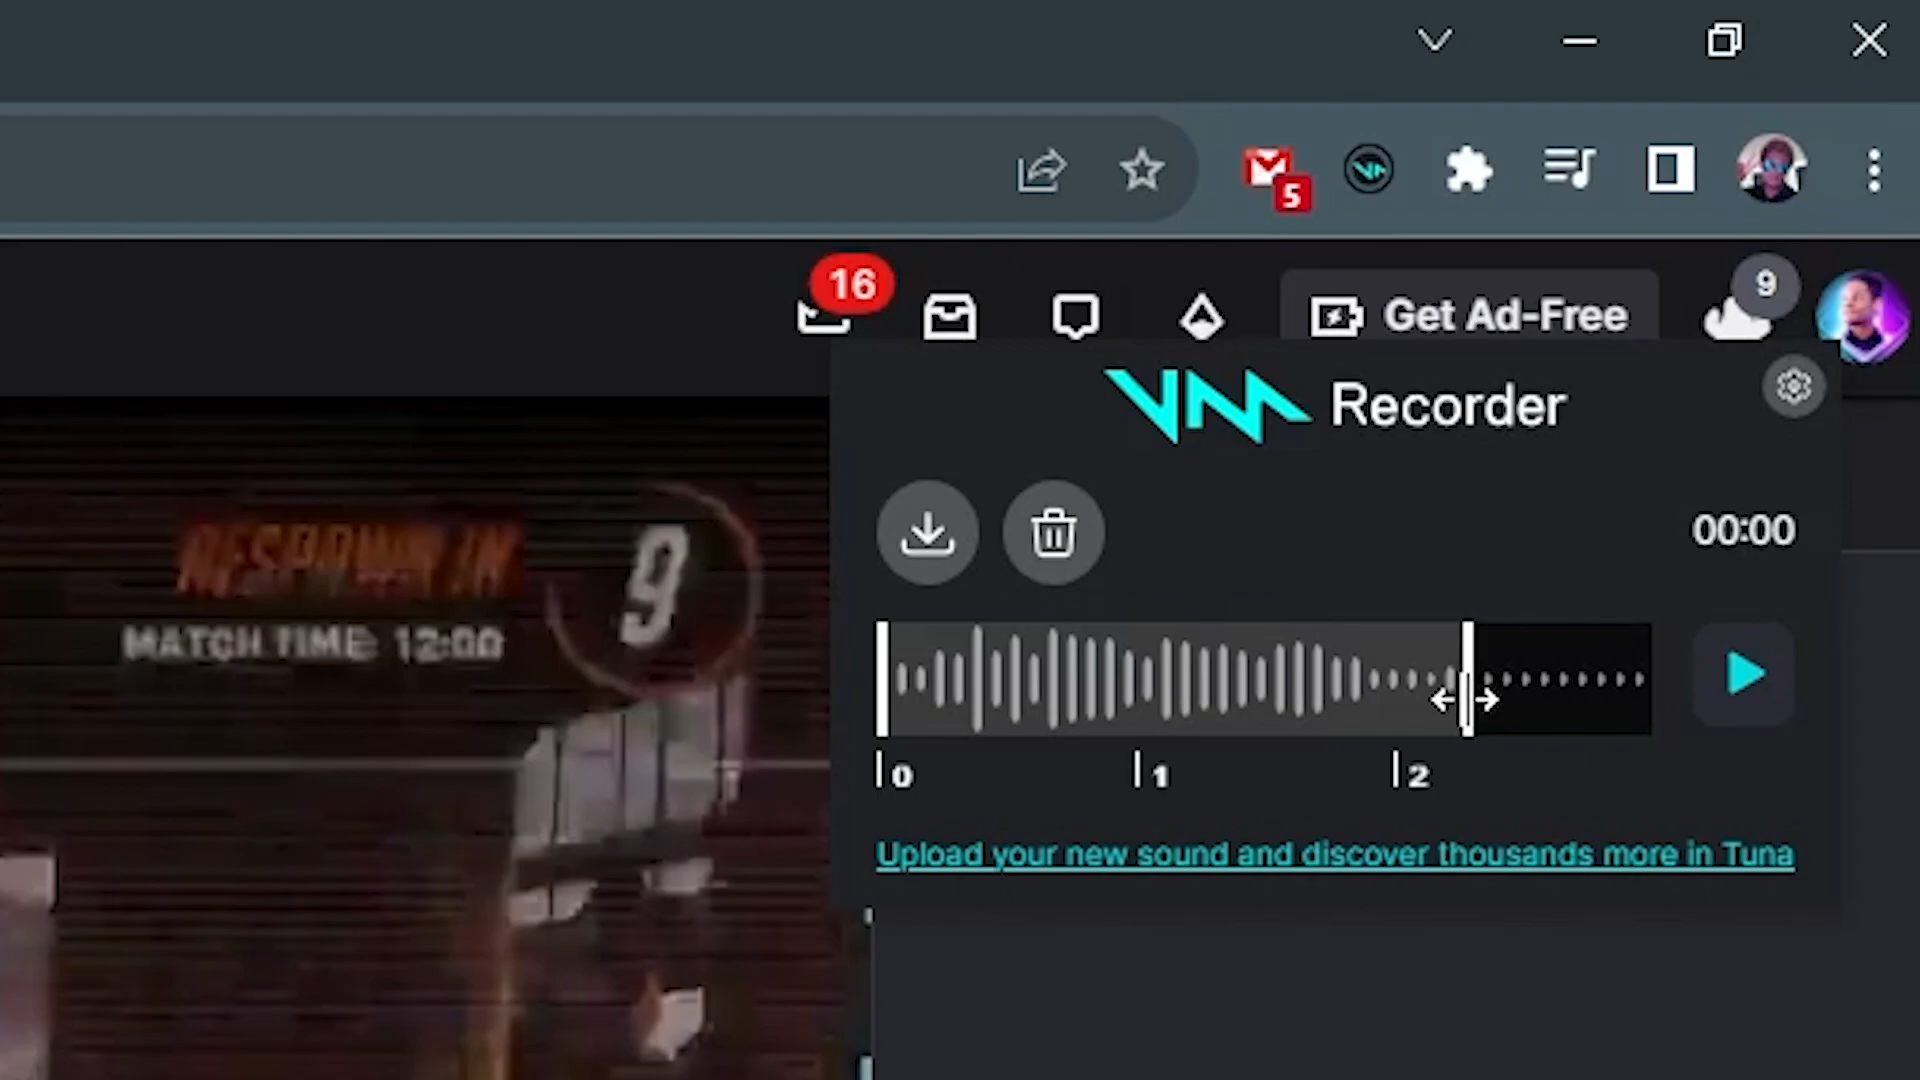 5
16
Get Ad-Free
9
VM Recorder
00:00
RESPAWN IN
9
MATCH TIME: 12:00
0 1 2
Upload your new sound and discover thousands more in Tuna